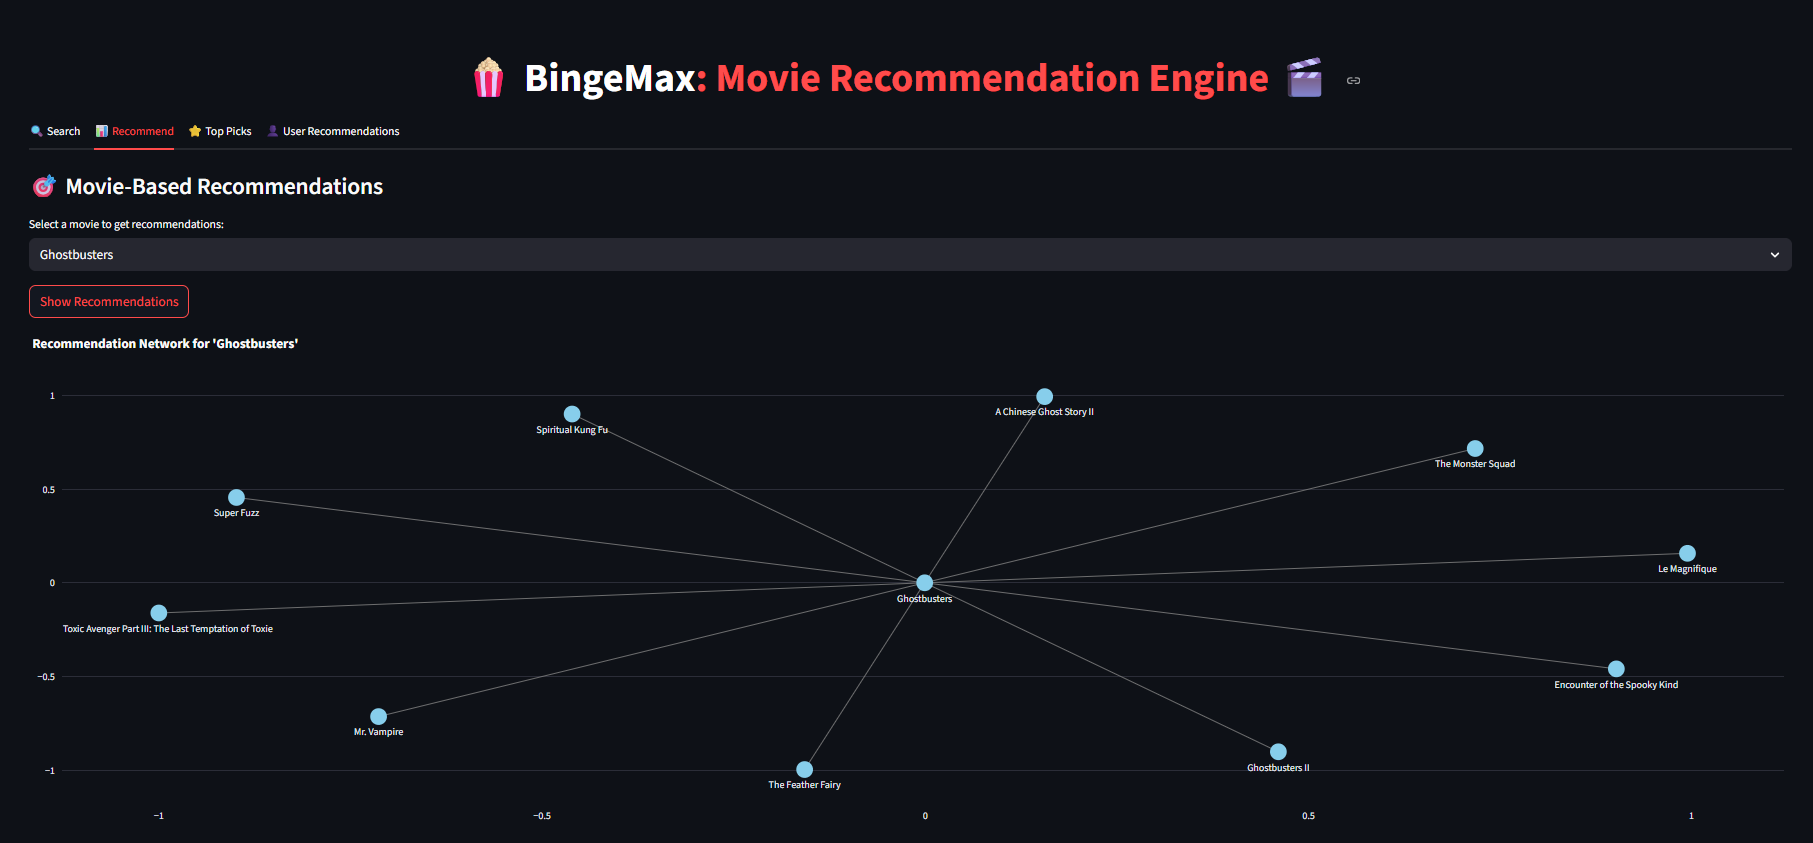 BingeMax: Movie Recommendation Engine
Search Recommend Top Picks User Recommendations
Movie-Based Recommendations
Select a movie to get recommendations:
Ghostbusters
Show Recommendations
Recommendation Network for 'Ghostbusters'
1
A Chinese Ghost Story II
Spiritual Kung Fu
The Monster Squad
0.5
Super Fuzz
Le Magnifique
0
Ghostbusters
Toxic Avenger Part III: The Last Temptation of Toxie
−0.5
Encounter of the Spooky Kind
Mr. Vampire
Ghostbusters II
−1
The Feather Fairy
−1 −0.5 0 0.5 1